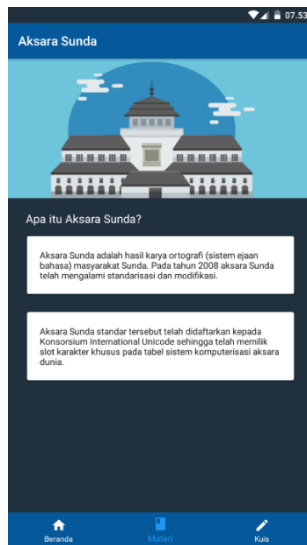 07.53
Aksara Sunda
Apa itu Aksara Sunda?
Aksara Sunda adalah hasil karya ortografi (sistem ejaan
bahasa) masyarakat Sunda. Pada tahun 2008 aksara Sunda
telah mengalami standarisasi dan modifikasi.
Aksara Sunda standar tersebut telah didaftarkan kepada
Konsorsium International Unicode sehingga telah memilik
slot karakter khusus pada tabel sistem komputerisasi aksara
dunia.
Beranda Materi Kuis